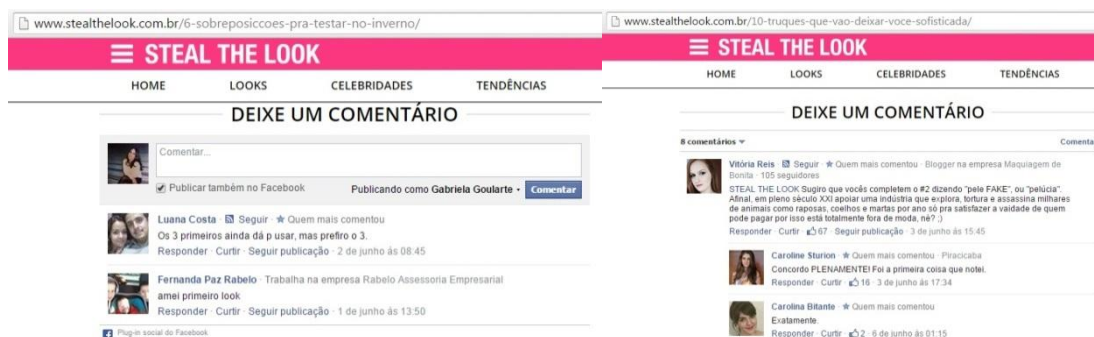 www.stealthelook.com.br/6-sobreposiccoes-pra-testar-no-inverno/
STEAL THE LOOK
HOME LOOKS CELEBRIDADES TENDÊNCIAS
DEIXE UM COMENTÁRIO
Comentar...
Publicar também no Facebook Publicando como Gabriela Goularte · Comentar
Luana Costa · Seguir · Quem mais comentou
Os 3 primeiros ainda dá p usar, mas prefiro o 3.
Responder · Curtir · Seguir publicação · 2 de junho às 08:45
Fernanda Paz Rabelo · Trabalha na empresa Rabelo Assessoria Empresarial
amei primeiro look
Responder · Curtir · Seguir publicação · 1 de junho às 13:50
Plug-in social do Facebook
www.stealthelook.com.br/10-truques-que-vao-deixar-voce-sofisticada/
STEAL THE LOOK
HOME LOOKS CELEBRIDADES TENDÊNCIAS
DEIXE UM COMENTÁRIO
8 comentários Comenta
Vitória Reis · Seguir · Quem mais comentou · Blogger na empresa Maquiagem de
Bonita · 105 seguidores
STEAL THE LOOK Sugiro que vocês completem o #2 dizendo "pele FAKE", ou "pelúcia".
Afinal, em pleno século XXI apoiar uma indústria que explora, tortura e assassina milhares
de animais como raposas, coelhos e martas por ano só pra satisfazer a vaidade de quem
pode pagar por isso está totalmente fora de moda, né? ;)
Responder · Curtir · 67 · Seguir publicação · 3 de junho às 15:45
Caroline Sturion · Quem mais comentou · Piracicaba
Concordo PLENAMENTE! Foi a primeira coisa que notei.
Responder · Curtir · 16 · 3 de junho às 17:34
Carolina Bitante · Quem mais comentou
Exatamente.
Responder · Curtir · 2 · 6 de junho às 01:15